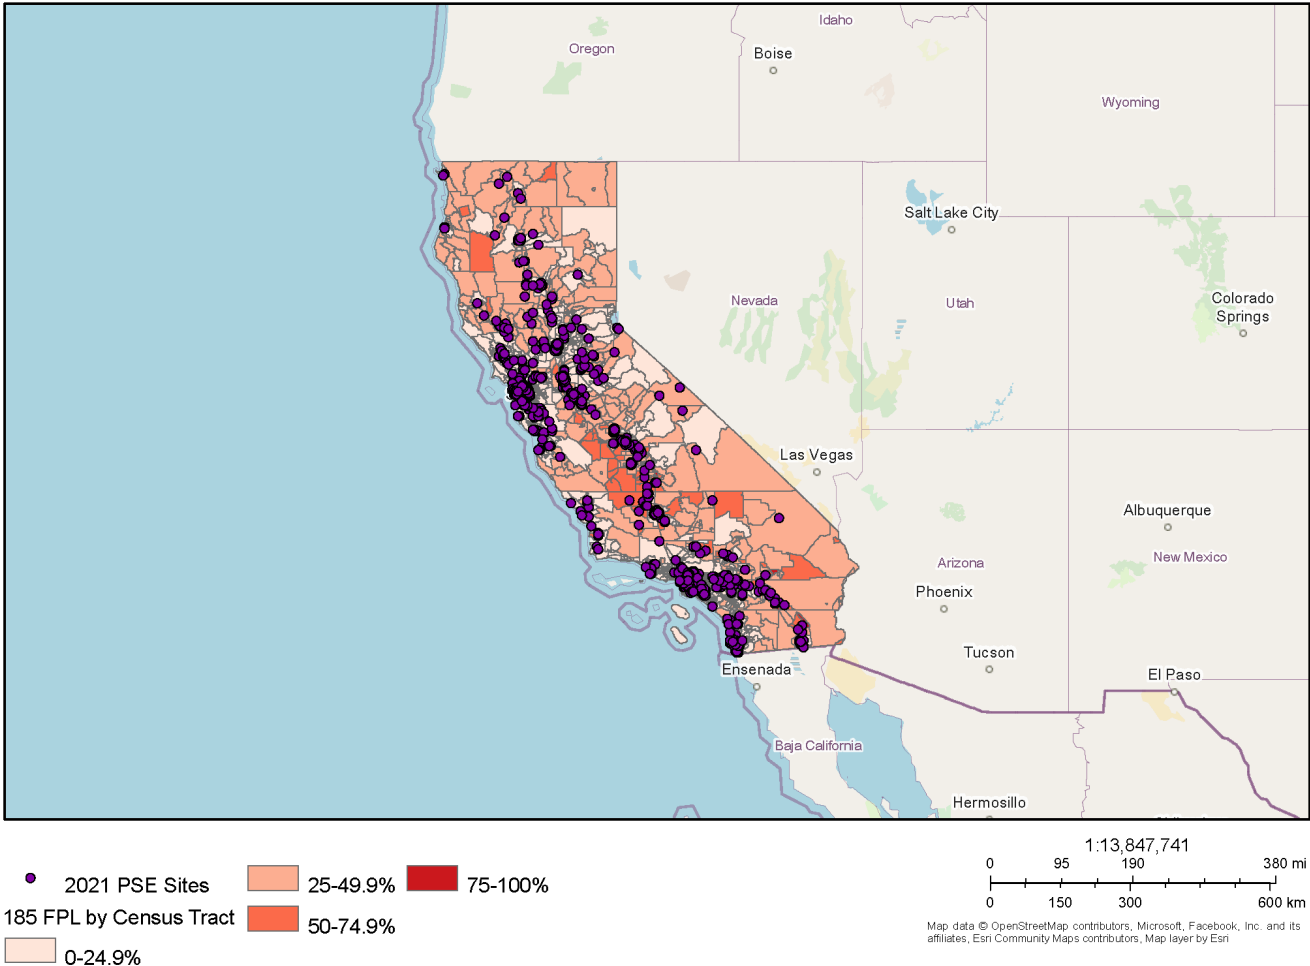 Idaho
Oregon
Boise
Wyoming
Salt Lake City
Nevada
Utah
Colorado
Springs
Las Vegas
Albuquerque
New Mexico
Arizona
Phoenix
Tucson
Ensenada
El Paso
Baja California
Hermosillo
1:13,847,741
0 95 190 380 mi
0 150 300 600 km
2021 PSE Sites
25-49.9%
75-100%
185 FPL by Census Tract
50-74.9%
0-24.9%
Map data © OpenStreetMap contributors, Microsoft, Facebook, Inc. and its
affiliates, Esri Community Maps contributors, Map layer by Esri